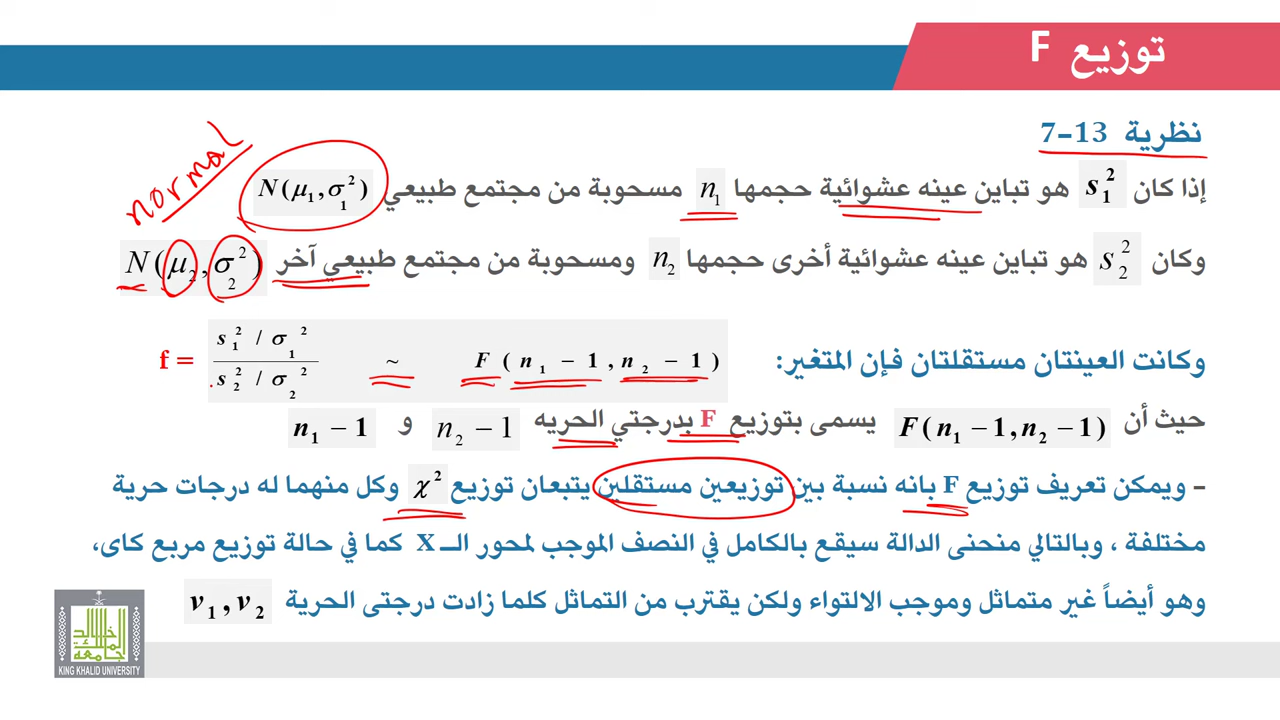 توزيع F
نظرية 13-7
إذا كان s₁² هو تباين عينه عشوائية حجمها n₁ مسحوبة من مجتمع طبيعي N(μ₁,σ₁²)
normal
وكان s₂² هو تباين عينه عشوائية أخرى حجمها n₂ ومسحوبة من مجتمع طبيعي آخر N(μ₂,σ₂²)
وكانت العينتان مستقلتان فإن المتغير: f = (s₁² / σ₁²) / (s₂² / σ₂²) ~ F ( n₁ − 1 , n₂ − 1 )
حيث أن F(n₁ −1,n₂ −1) يسمى بتوزيع F بدرجتي الحريه n₂ −1 و n₁ − 1
– ويمكن تعريف توزيع F بانه نسبة بين توزيعين مستقلين يتبعان توزيع χ² وكل منهما له درجات حرية
مختلفة ، وبالتالي منحنى الدالة سيقع بالكامل في النصف الموجب لمحور الــ X كما في حالة توزيع مربع كاى،
وهو أيضاً غير متماثل وموجب الالتواء ولكن يقترب من التماثل كلما زادت درجتى الحرية v₁ , v₂
جامعة الملك خالد
KING KHALID UNIVERSITY